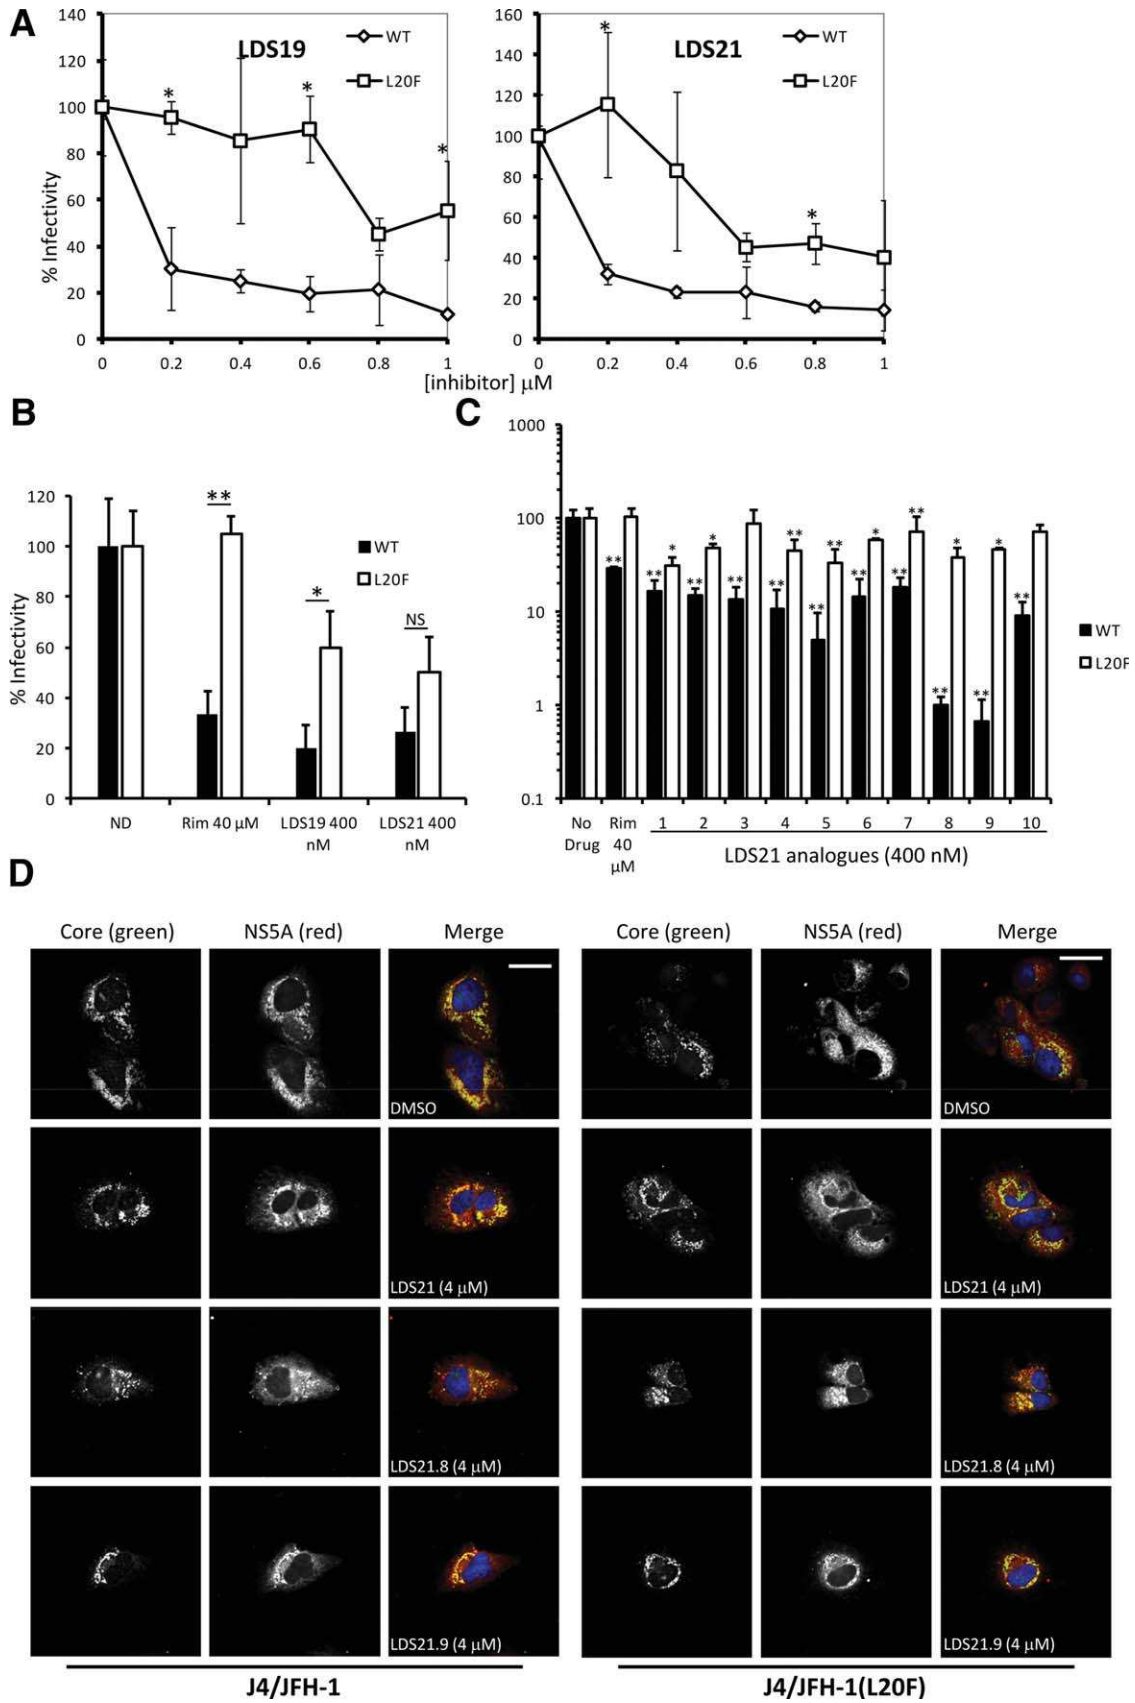 A
LDS19
WT
L20F
140
120
100
80
60
40
20
0
% Infectivity
*
*
*
0 0.2 0.4 0.6 0.8 1
LDS21
WT
L20F
160
140
120
100
80
60
40
20
0
*
*
0 0.2 0.4 0.6 0.8 1
[inhibitor] μM
B
120
100
80
60
40
20
0
% Infectivity
**
*
NS
WT
L20F
ND
Rim 40 μM
LDS19 400 nM
LDS21 400 nM
C
1000
100
10
1
0.1
** ** ** ** ** ** ** ** ** ** **
* * ** ** * ** * *
WT
L20F
No Drug
Rim 40 μM
1 2 3 4 5 6 7 8 9 10
LDS21 analogues (400 nM)
D
Core (green) NS5A (red) Merge Core (green) NS5A (red) Merge
DMSO DMSO
LDS21 (4 μM) LDS21 (4 μM)
LDS21.8 (4 μM) LDS21.8 (4 μM)
LDS21.9 (4 μM) LDS21.9 (4 μM)
J4/JFH-1 J4/JFH-1(L20F)